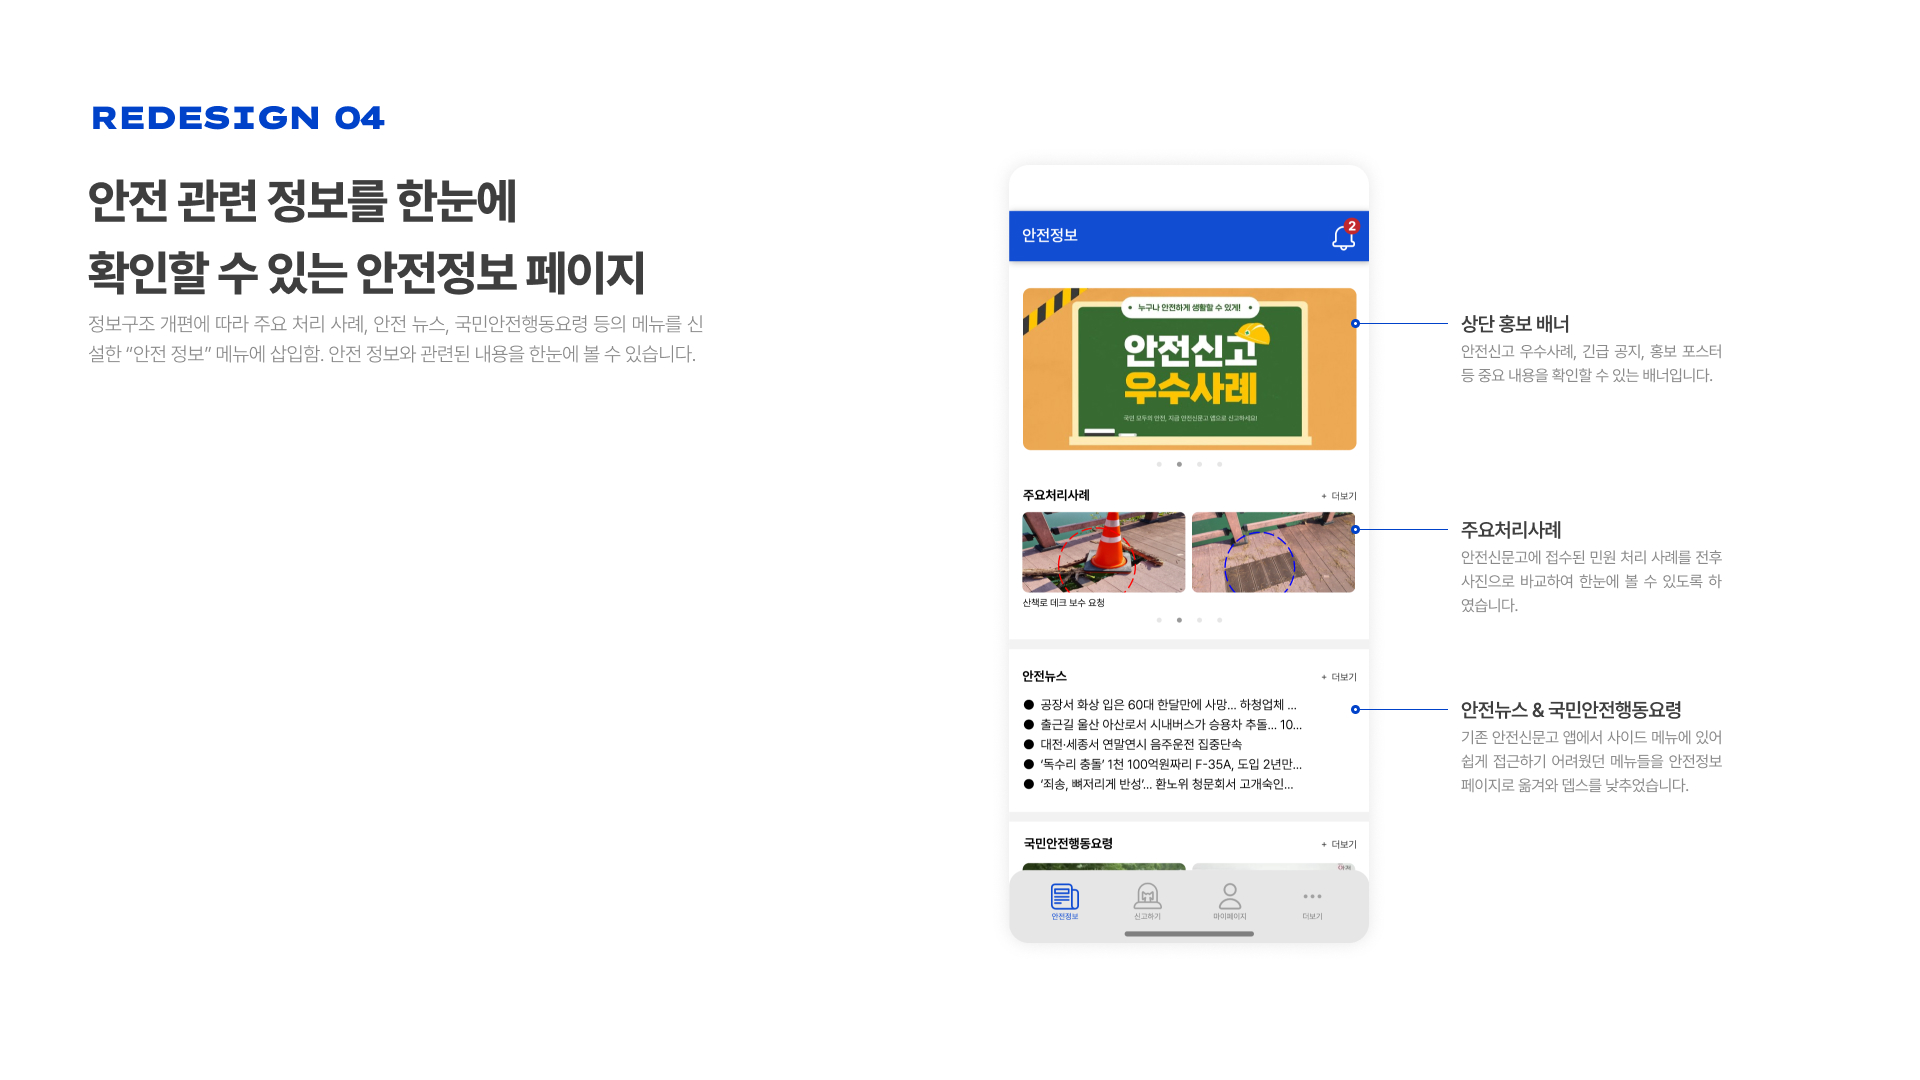 REDESIGN 04
안전 관련 정보를 한눈에
확인할 수 있는 안전정보 페이지
정보구조 개편에 따라 주요 처리 사례, 안전 뉴스, 국민안전행동요령 등의 메뉴를 신
설한 “안전 정보” 메뉴에 삽입함. 안전 정보와 관련된 내용을 한눈에 볼 수 있습니다.
안전정보
2
누구나 안전하게 생활할 수 있게!
안전신고
우수사례
국민 모두의 안전, 지금 안전신문고 앱으로 신고하세요!
주요처리사례
+ 더보기
산책로 데크 보수 요청
안전뉴스
+ 더보기
● 공장서 화상 입은 60대 한달만에 사망... 하청업체 ...
● 출근길 울산 아산로서 시내버스가 승용차 추돌... 10...
● 대전·세종서 연말연시 음주운전 집중단속
● ‘독수리 충돌’ 1천 100억원짜리 F-35A, 도입 2년만...
● ‘죄송, 뼈저리게 반성’... 환노위 청문회서 고개숙인...
국민안전행동요령
+ 더보기
안전정보
신고하기
마이페이지
더보기
상단 홍보 배너
안전신고 우수사례, 긴급 공지, 홍보 포스터
등 중요 내용을 확인할 수 있는 배너입니다.
주요처리사례
안전신문고에 접수된 민원 처리 사례를 전후
사진으로 바교하여 한눈에 볼 수 있도록 하
였습니다.
안전뉴스 & 국민안전행동요령
기존 안전신문고 앱에서 사이드 메뉴에 있어
쉽게 접근하기 어려웠던 메뉴들을 안전정보
페이지로 옮겨와 뎁스를 낮추었습니다.